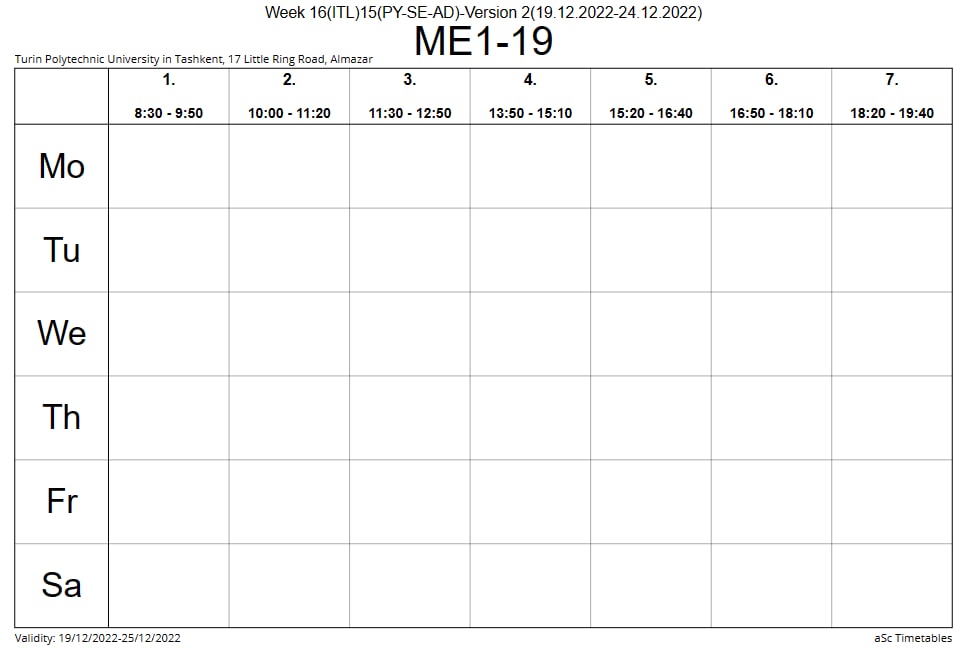 Week 16(ITL)15(PY-SE-AD)-Version 2(19.12.2022-24.12.2022)
ME1-19
Turin Polytechnic University in Tashkent, 17 Little Ring Road, Almazar
1. 2. 3. 4. 5. 6. 7.
8:30 - 9:50 10:00 - 11:20 11:30 - 12:50 13:50 - 15:10 15:20 - 16:40 16:50 - 18:10 18:20 - 19:40
Mo
Tu
We
Th
Fr
Sa
Validity: 19/12/2022-25/12/2022 aSc Timetables